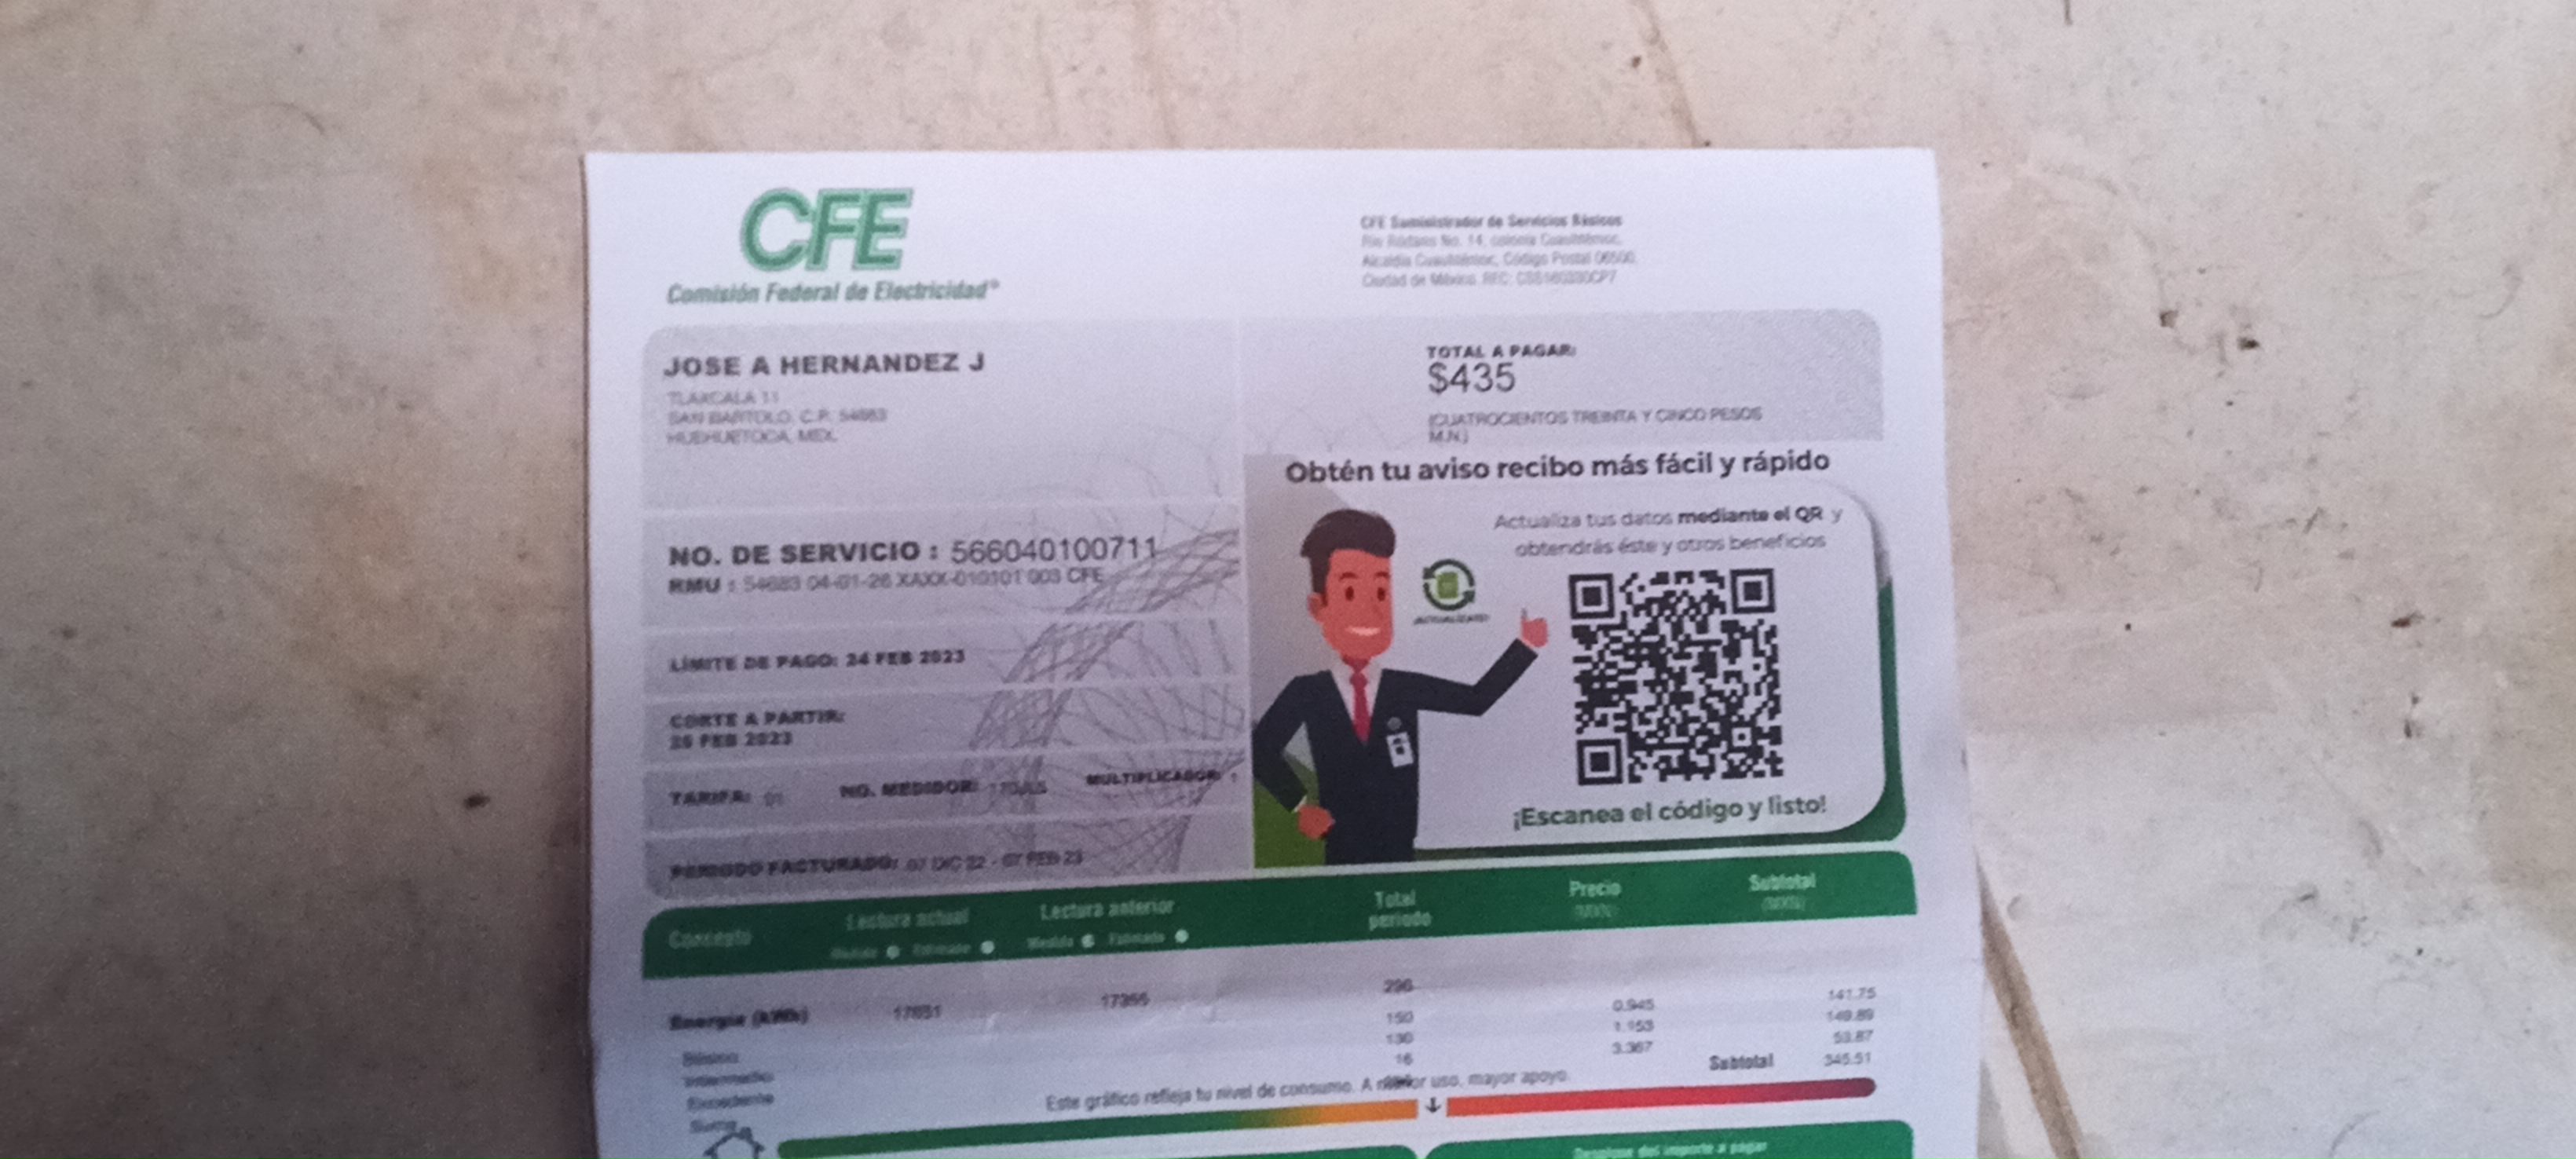 CFE
Comisión Federal de Electricidad
CFE Suministrador de Servicios Básicos
Río Ródano No. 14, colonia Cuauhtémoc,
Alcaldía Cuauhtémoc, Código Postal 06500,
Ciudad de México. RFC:
JOSE A HERNANDEZ J
TLAXCALA 11
SAN BARTOLO, C.P. 54683
HUEHUETOCA, MEX.
TOTAL A PAGAR:
$435
(CUATROCIENTOS TREINTA Y CINCO PESOS
M.N.)
Obtén tu aviso recibo más fácil y rápido
Actualiza tus datos mediante el QR y
obtendrás éste y otros beneficios
¡ACTUALÍZATE!
¡Escanea el código y listo!
NO. DE SERVICIO : 566040100711
RMU : 54683 04-01-26 XAXX-010101 003 CFE
LÍMITE DE PAGO: 24 FEB 2023
CORTE A PARTIR:
25 FEB 2023
TARIFA: 01 NO. MEDIDOR: MULTIPLICADOR: 1
PERIODO FACTURADO: 07 DIC 22 - 07 FEB 23
Concepto Lectura actual Lectura anterior Total periodo Precio (MXN) Subtotal (MXN)
Medida Estimada Medida Estimada
Energía (kWh) 17651 17355 296
Básico 150 0.945 141.75
Intermedio 130 1.153 149.89
Excedente 16 3.367 53.87
Suma Subtotal 345.51
Este gráfico refleja tu nivel de consumo. A menor uso, mayor apoyo.
Desglose del importe a pagar